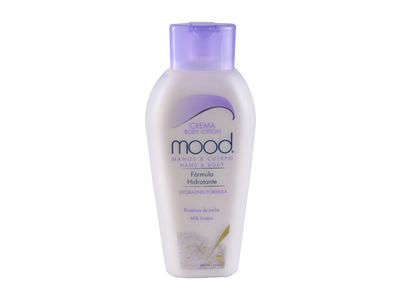 CREMA
BODY LOTION
mood.
MANOS & CUERPO
HAND & BODY
Fórmula
Hidratante
HYDRATING FORMULA
Proteínas de leche
Milk Protein